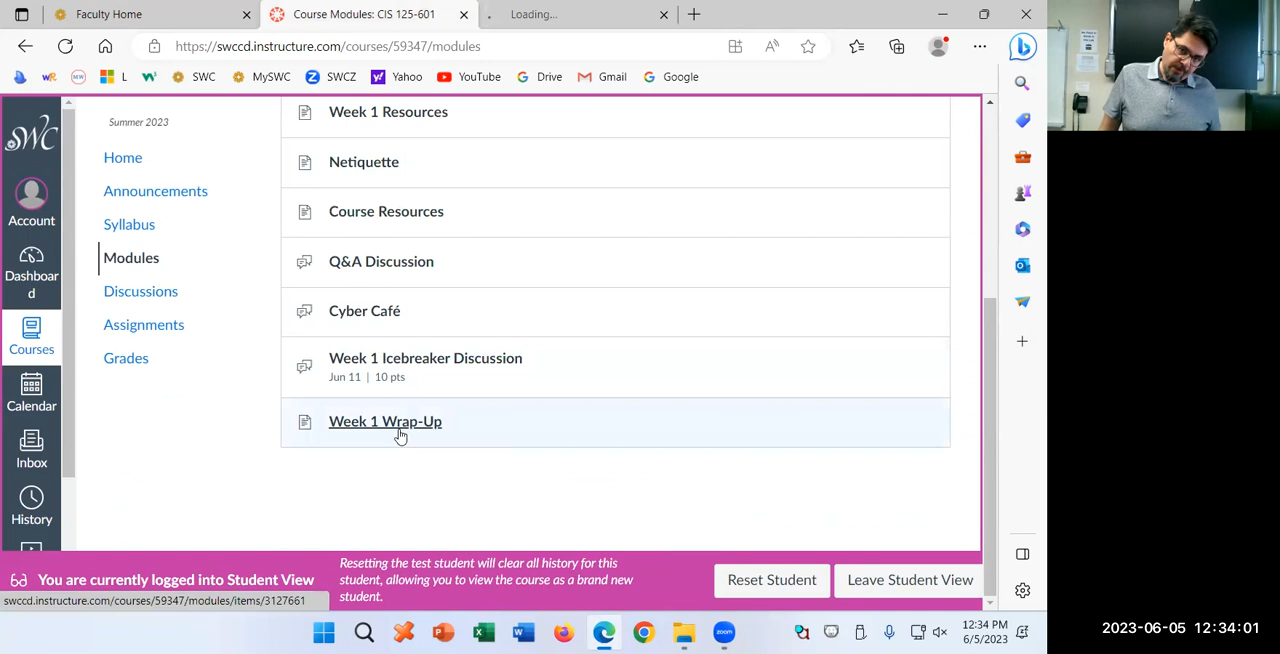 Faculty Home
Course Modules: CIS 125-601
Loading...
https://swccd.instructure.com/courses/59347/modules
L
SWC
MySWC
SWCZ
Yahoo
YouTube
Drive
Gmail
Google
SWC
Account
Dashboar
d
Courses
Calendar
Inbox
History
Summer 2023
Home
Announcements
Syllabus
Modules
Discussions
Assignments
Grades
Week 1 Resources
Netiquette
Course Resources
Q&A Discussion
Cyber Café
Week 1 Icebreaker Discussion
Jun 11 | 10 pts
Week 1 Wrap-Up
You are currently logged into Student View
Resetting the test student will clear all history for this
student, allowing you to view the course as a brand new
student.
Reset Student
Leave Student View
swccd.instructure.com/courses/59347/modules/items/3127661
12:34 PM
6/5/2023
2023-06-05 12:34:01